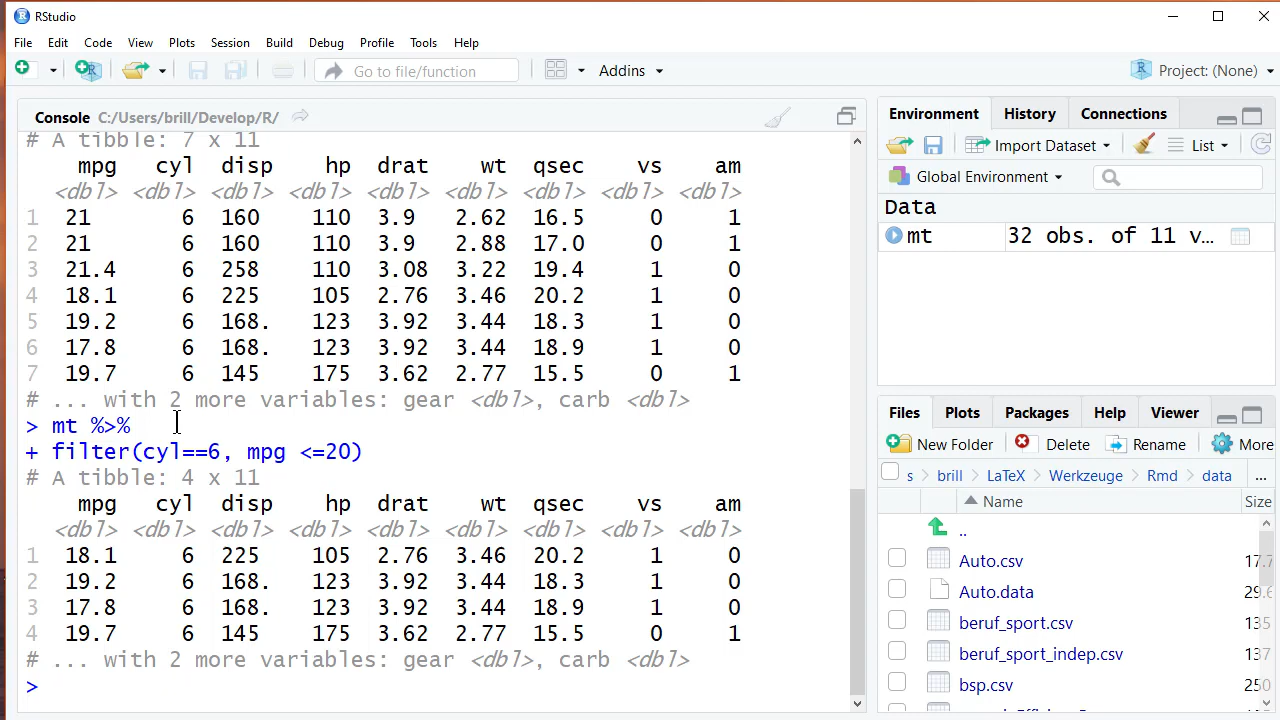 RStudio
File Edit Code View Plots Session Build Debug Profile Tools Help
Go to file/function Addins Project: (None)
Console C:/Users/brill/Develop/R/
# A tibble: 7 x 11
mpg cyl disp hp drat wt qsec vs am
<dbl> <dbl> <dbl> <dbl> <dbl> <dbl> <dbl> <dbl> <dbl>
1 21 6 160 110 3.9 2.62 16.5 0 1
2 21 6 160 110 3.9 2.88 17.0 0 1
3 21.4 6 258 110 3.08 3.22 19.4 1 0
4 18.1 6 225 105 2.76 3.46 20.2 1 0
5 19.2 6 168. 123 3.92 3.44 18.3 1 0
6 17.8 6 168. 123 3.92 3.44 18.9 1 0
7 19.7 6 145 175 3.62 2.77 15.5 0 1
# ... with 2 more variables: gear <dbl>, carb <dbl>
> mt %>%
+ filter(cyl==6, mpg <=20)
# A tibble: 4 x 11
mpg cyl disp hp drat wt qsec vs am
<dbl> <dbl> <dbl> <dbl> <dbl> <dbl> <dbl> <dbl> <dbl>
1 18.1 6 225 105 2.76 3.46 20.2 1 0
2 19.2 6 168. 123 3.92 3.44 18.3 1 0
3 17.8 6 168. 123 3.92 3.44 18.9 1 0
4 19.7 6 145 175 3.62 2.77 15.5 0 1
# ... with 2 more variables: gear <dbl>, carb <dbl>
>
Environment History Connections
Import Dataset List
Global Environment
Data
mt 32 obs. of 11 v...
Files Plots Packages Help Viewer
New Folder Delete Rename More
s brill LaTeX Werkzeuge Rmd data ...
Name Size
..
Auto.csv 17.7
Auto.data 29.6
beruf_sport.csv 135
beruf_sport_indep.csv 137
bsp.csv 250